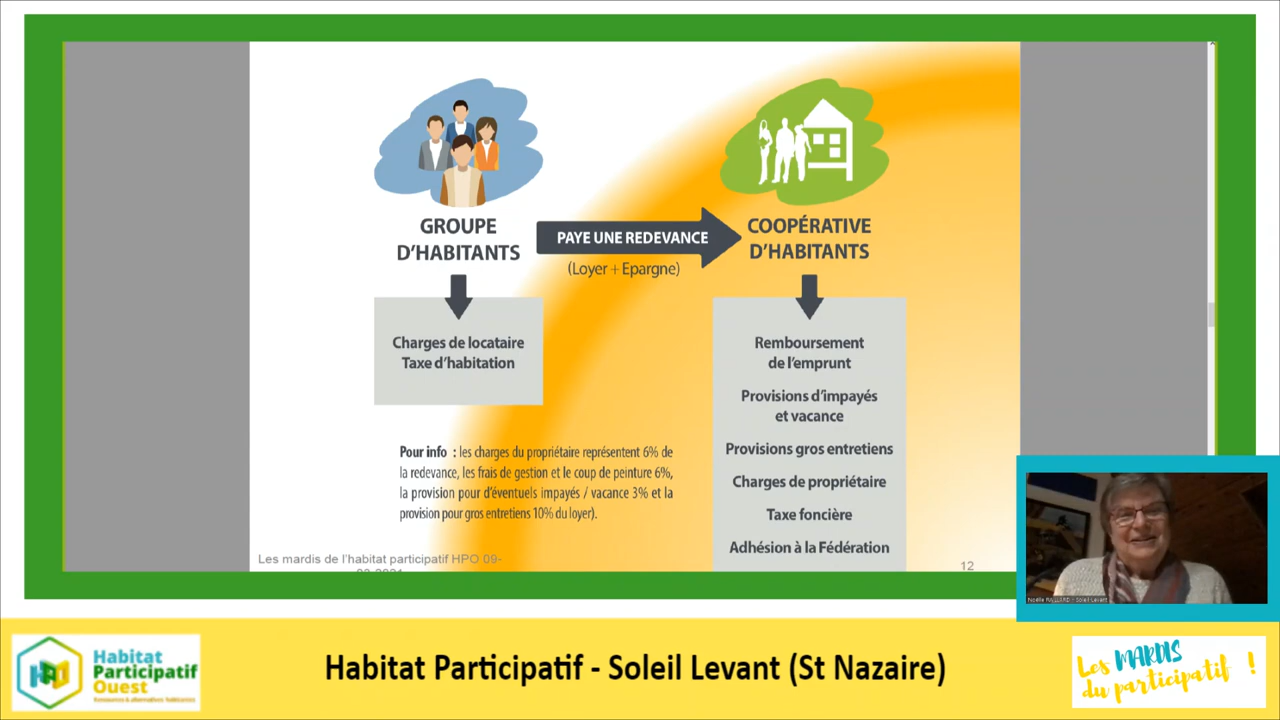 GROUPE
D'HABITANTS
PAYE UNE REDEVANCE
(Loyer + Epargne)
COOPÉRATIVE
D'HABITANTS
Charges de locataire
Taxe d'habitation
Remboursement
de l'emprunt
Provisions d'impayés
et vacance
Provisions gros entretiens
Charges de propriétaire
Taxe foncière
Adhésion à la Fédération
Pour info : les charges du propriétaire représentent 6% de
la redevance, les frais de gestion et le coup de peinture 6%,
la provision pour d'éventuels impayés / vacance 3% et la
provision pour gros entretiens 10% du loyer).
Les mardis de l'habitat participatif HPO 09-
12
Soleil Levant
Habitat
Participatif
Ouest
Habitat Participatif - Soleil Levant (St Nazaire)
Les MARDIS
du participatif !